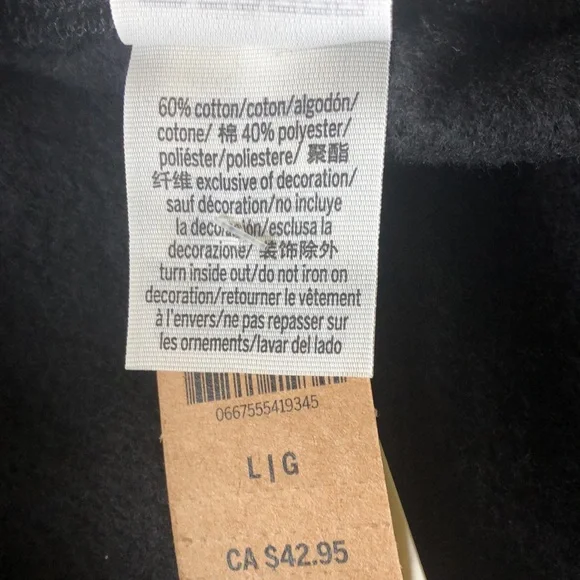 60% cotton/coton/algodón/
cotone/ 棉 40% polyester/
poliéster/poliestere/ 聚酯
纤维 exclusive of decoration/
sauf décoration/no incluye
la decoración/esclusa la
decorazione/ 装饰除外
turn inside out/do not iron on
decoration/retourner le vêtement
à l'envers/ne pas repasser sur
les ornements/lavar del lado
0667555419345
L|G
CA $42.95